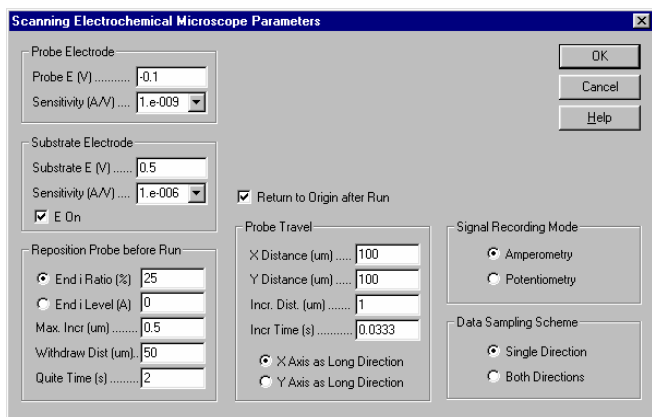 Scanning Electrochemical Microscope Parameters
Probe Electrode
Probe E (V) .......... -0.1
Sensitivity (A/V) .... 1.e-009
Substrate Electrode
Substrate E (V) ...... 0.5
Sensitivity (A/V) .... 1.e-006
E On
Reposition Probe before Run
End i Ratio (%) 25
End i Level (A) 0
Max. Incr (um) ........ 0.5
Withdraw Dist (um).. 50
Quite Time (s) ......... 2
Return to Origin after Run
Probe Travel
X Distance (um) ..... 100
Y Distance (um) ..... 100
Incr. Dist. (um) ........ 1
Incr Time (s) ........... 0.0333
X Axis as Long Direction
Y Axis as Long Direction
OK
Cancel
Help
Signal Recording Mode
Amperometry
Potentiometry
Data Sampling Scheme
Single Direction
Both Directions